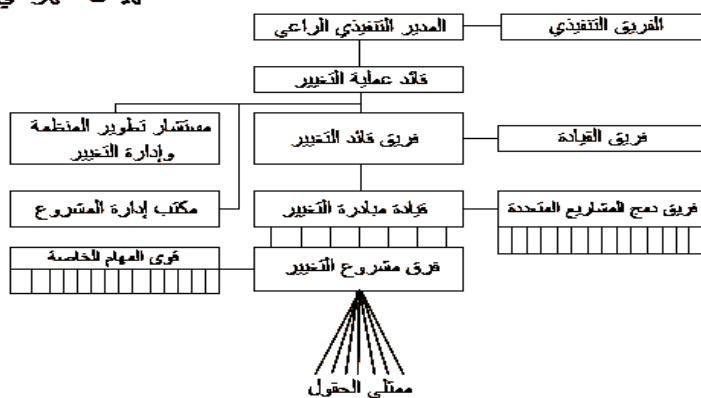 الفريق التنفيذي
المدير التنفيذي الراعي
قائد عملية التغيير
مستشار تطوير المنظمة
وإدارة التغيير
فريق قائد التغيير
فريق القيادة
مكتب إدارة المشروع
قيادة مبادرة التغيير
فريق دمج المشاريع المتعددة
قوى المهام الخاصة
فرق مشروع التغيير
ممثلي الحقول